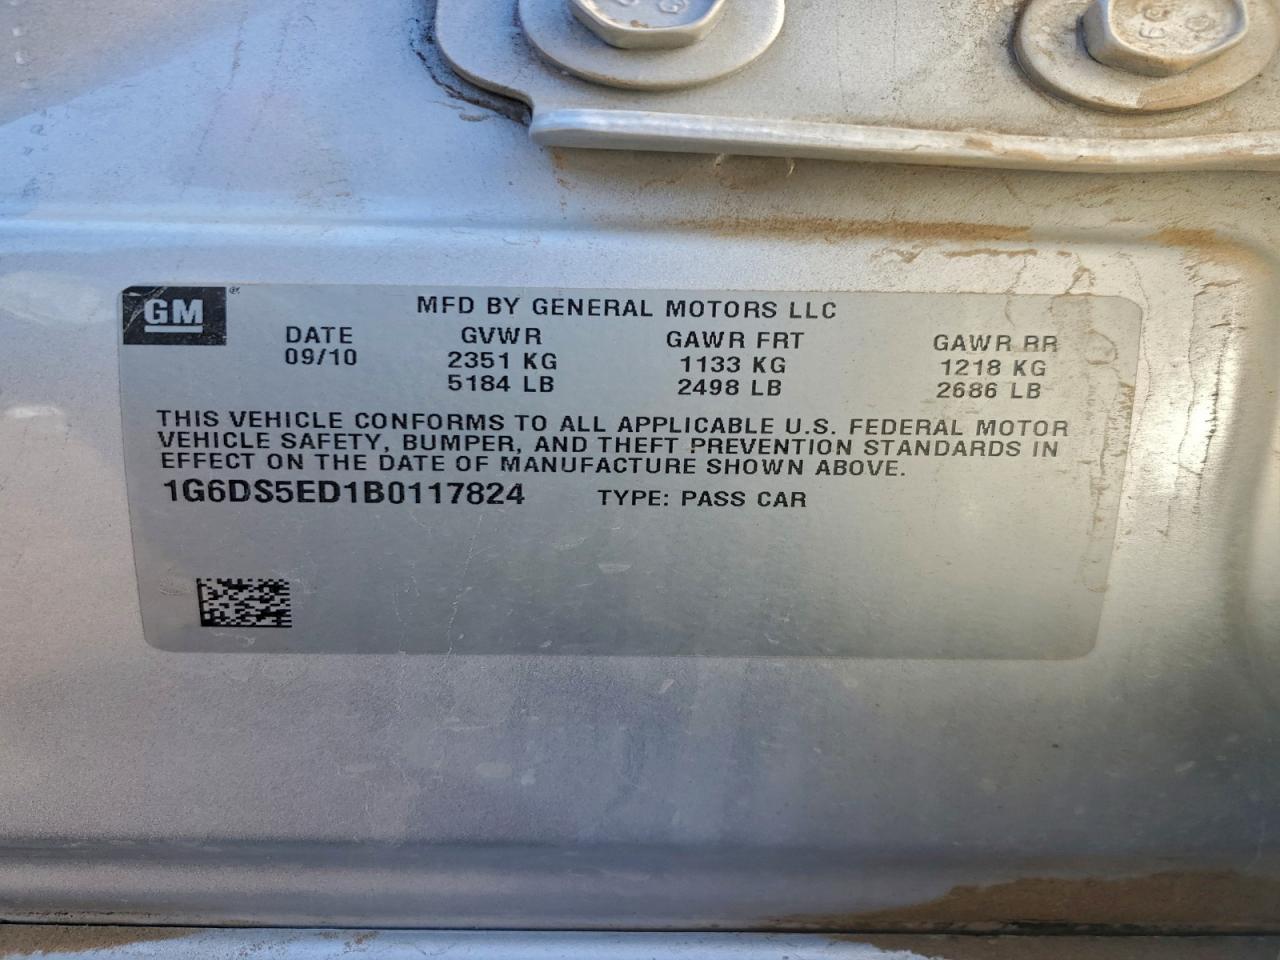 GM
MFD BY GENERAL MOTORS LLC
DATE GVWR GAWR FRT GAWR RR
09/10 2351 KG 1133 KG 1218 KG
5184 LB 2498 LB 2686 LB
THIS VEHICLE CONFORMS TO ALL APPLICABLE U.S. FEDERAL MOTOR
VEHICLE SAFETY, BUMPER, AND THEFT PREVENTION STANDARDS IN
EFFECT ON THE DATE OF MANUFACTURE SHOWN ABOVE.
1G6DS5ED1B0117824 TYPE: PASS CAR